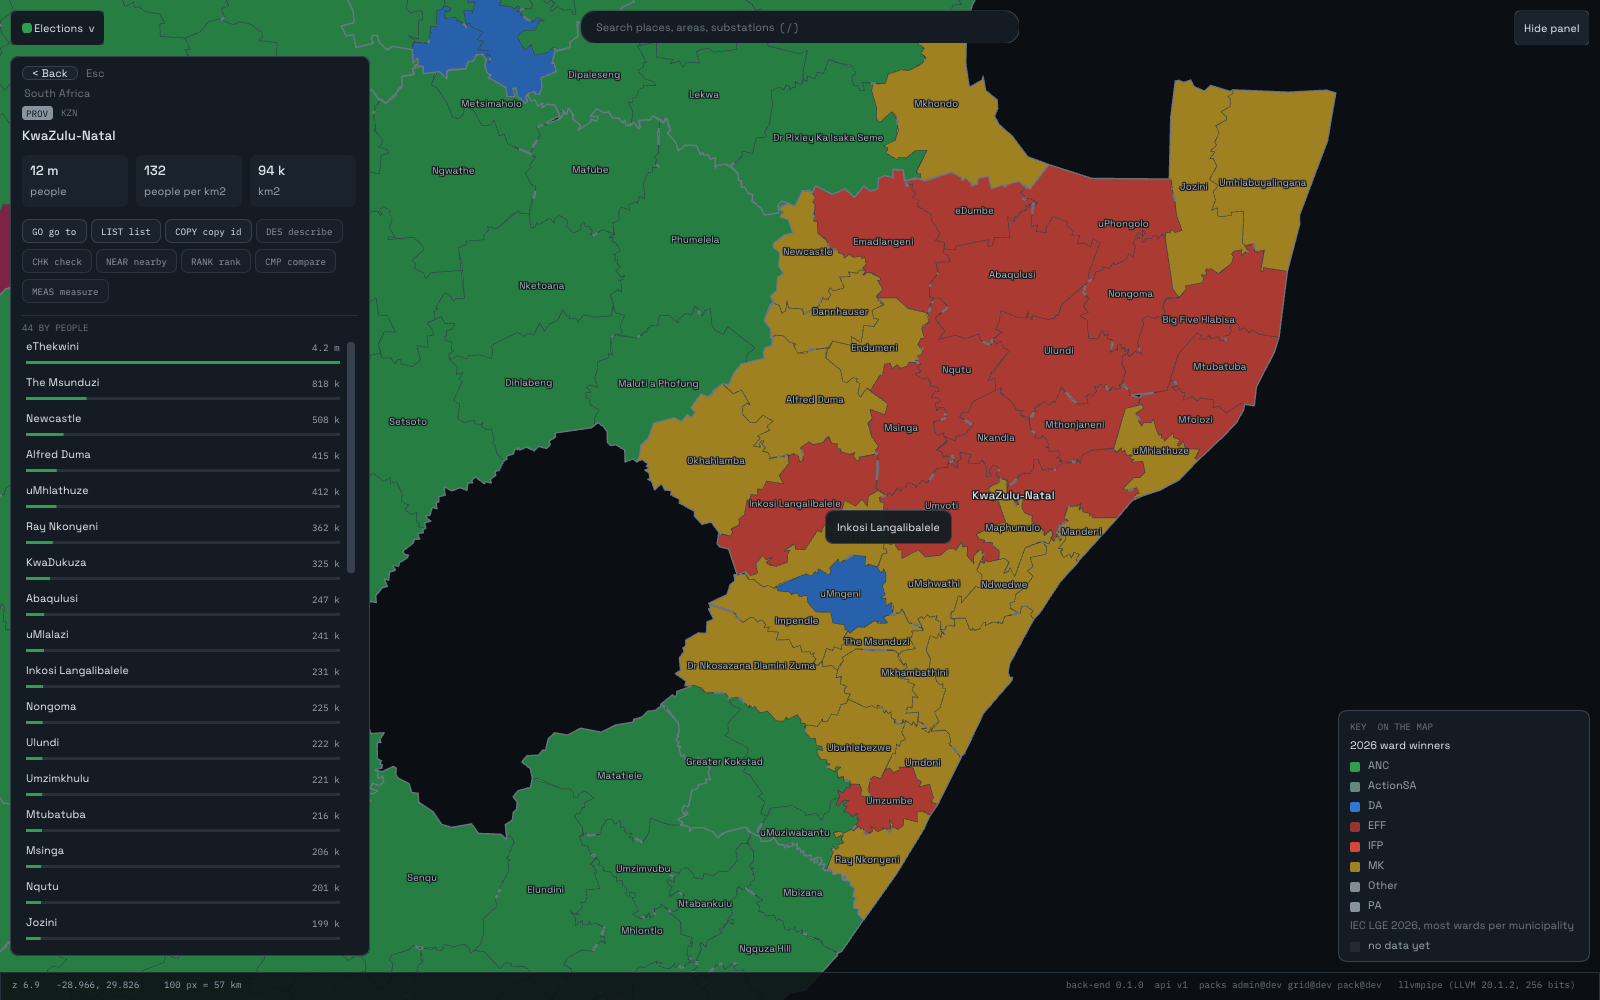 Elections v
Search places, areas, substations (/)
Hide panel
< Back Esc
South Africa
PROV KZN
KwaZulu-Natal
12 m
people
132
people per km2
94 k
km2
GO go to
LIST list
COPY copy id
DES describe
CHK check
NEAR nearby
RANK rank
CMP compare
MEAS measure
44 BY PEOPLE
eThekwini 4.2 m
The Msunduzi 818 k
Newcastle 508 k
Alfred Duma 415 k
uMhlathuze 412 k
Ray Nkonyeni 362 k
KwaDukuza 325 k
Abaqulusi 247 k
uMlalazi 241 k
Inkosi Langalibalele 231 k
Nongoma 225 k
Ulundi 222 k
Umzimkhulu 221 k
Mtubatuba 216 k
Msinga 206 k
Nqutu 201 k
Jozini 199 k
Dipaleseng
Metsimaholo
Lekwa
Mkhondo
Dr Pixley Ka Isaka Seme
Ngwathe
Mafube
Jozini
Umhlabuyalingana
eDumbe
uPhongolo
Phumelela
Emadlangeni
Newcastle
Abaqulusi
Nketoana
Nongoma
Dannhauser
Big Five Hlabisa
Endumeni
Ulundi
Nqutu
Mtubatuba
Dihlabeng
Maluti a Phofung
Alfred Duma
Setsoto
Msinga
Mthonjaneni
Mfolozi
Nkandla
uMhlathuze
Okhahlamba
KwaZulu-Natal
Inkosi Langalibalele
Umvoti
Inkosi Langalibalele
Maphumulo
Mandeni
uMshwathi
Ndwedwe
uMngeni
Impendle
The Msunduzi
Dr Nkosazana Dlamini Zuma
Mkhambathini
Ubuhlebezwe
Greater Kokstad
Umdoni
Matatiele
Umzumbe
uMuziwabantu
Ray Nkonyeni
Umzimvubu
Senqu
Elundini
Mbizana
Ntabankulu
Mhlontlo
Ngquza Hill
KEY ON THE MAP
2026 ward winners
ANC
ActionSA
DA
EFF
IFP
MK
Other
PA
IEC LGE 2026, most wards per municipality
no data yet
z 6.9 -28.966, 29.826 100 px = 57 km
back-end 0.1.0 api v1 packs admin@dev grid@dev pack@dev llvmpipe (LLVM 20.1.2, 256 bits)